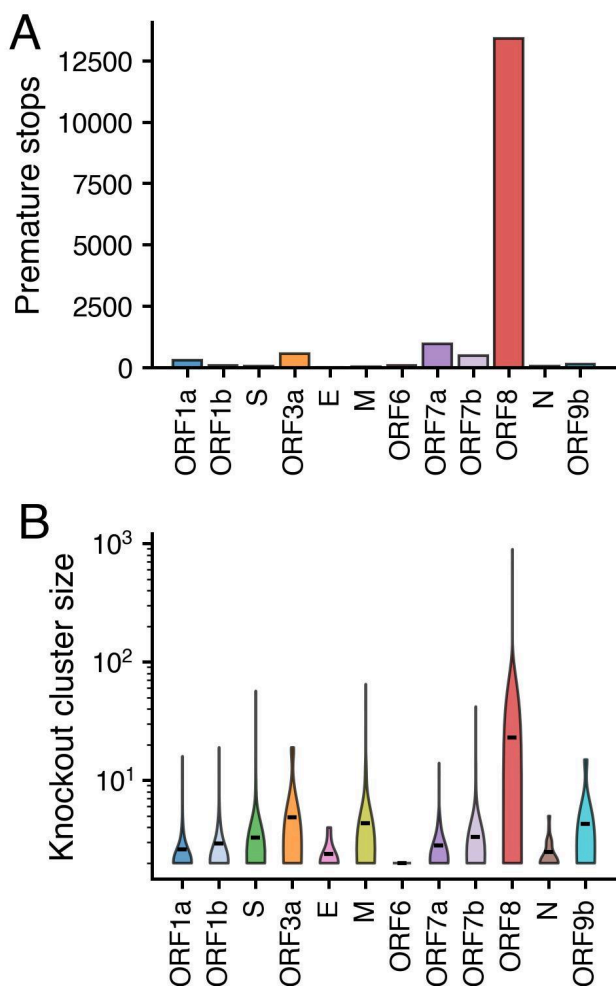 A
Premature stops
12500
10000
7500
5000
2500
0
ORF1a
ORF1b
S
ORF3a
E
M
ORF6
ORF7a
ORF7b
ORF8
N
ORF9b
B
Knockout cluster size
10³
10²
10¹
ORF1a
ORF1b
S
ORF3a
E
M
ORF6
ORF7a
ORF7b
ORF8
N
ORF9b